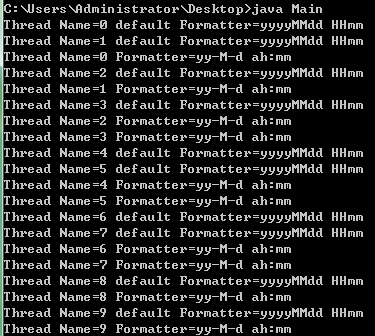 C:\Users\Administrator\Desktop>java Main
Thread Name=0 default Formatter=yyyyMMdd HHmm
Thread Name=1 default Formatter=yyyyMMdd HHmm
Thread Name=0 Formatter=yy-M-d ah:mm
Thread Name=2 default Formatter=yyyyMMdd HHmm
Thread Name=1 Formatter=yy-M-d ah:mm
Thread Name=3 default Formatter=yyyyMMdd HHmm
Thread Name=2 Formatter=yy-M-d ah:mm
Thread Name=3 Formatter=yy-M-d ah:mm
Thread Name=4 default Formatter=yyyyMMdd HHmm
Thread Name=5 default Formatter=yyyyMMdd HHmm
Thread Name=4 Formatter=yy-M-d ah:mm
Thread Name=5 Formatter=yy-M-d ah:mm
Thread Name=6 default Formatter=yyyyMMdd HHmm
Thread Name=7 default Formatter=yyyyMMdd HHmm
Thread Name=6 Formatter=yy-M-d ah:mm
Thread Name=7 Formatter=yy-M-d ah:mm
Thread Name=8 default Formatter=yyyyMMdd HHmm
Thread Name=8 Formatter=yy-M-d ah:mm
Thread Name=9 default Formatter=yyyyMMdd HHmm
Thread Name=9 Formatter=yy-M-d ah:mm